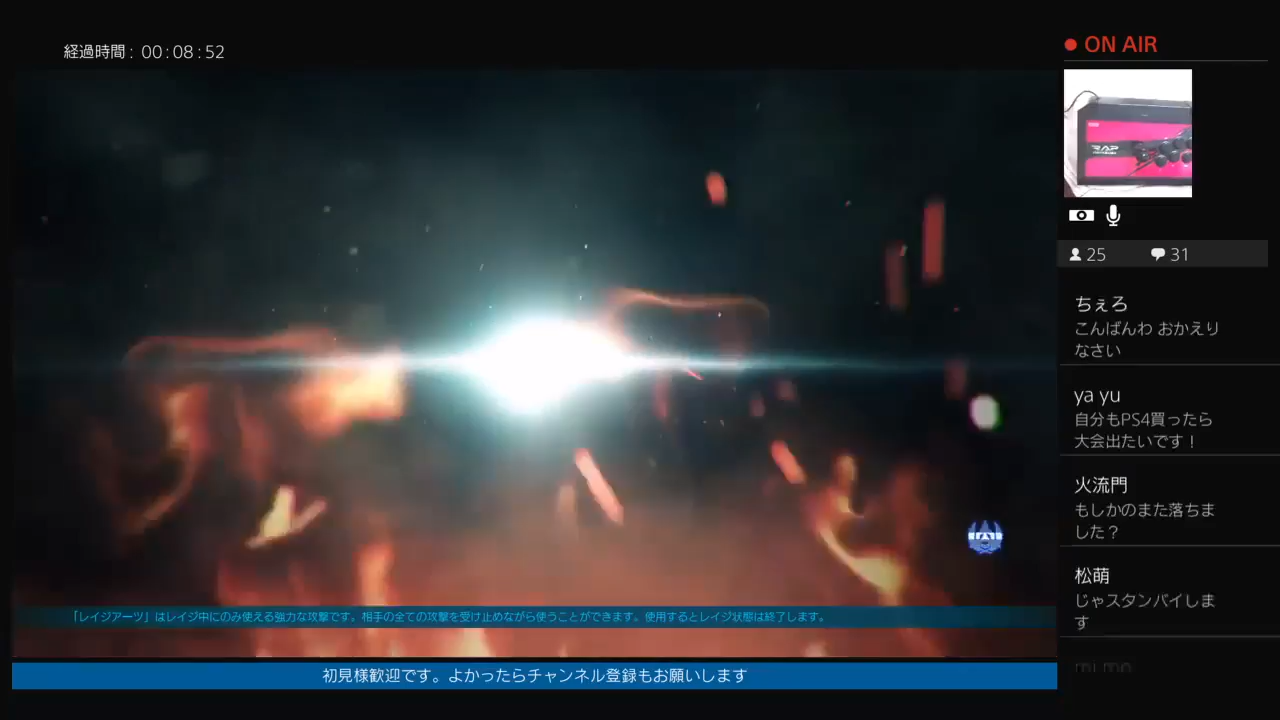 経過時間: 00:08:52
ON AIR
RAP
25
31
ちぇろ
こんばんわ おかえり
なさい
ya yu
自分もPS4買ったら
大会出たいです！
火流門
もしかのまた落ちま
した？
松萌
じゃスタンバイしま
す
「レイジアーツ」はレイジ中にのみ使える強力な攻撃です。相手の全ての攻撃を受け止めながら使うことができます。使用するとレイジ状態は終了します。
初見様歓迎です。よかったらチャンネル登録もお願いします